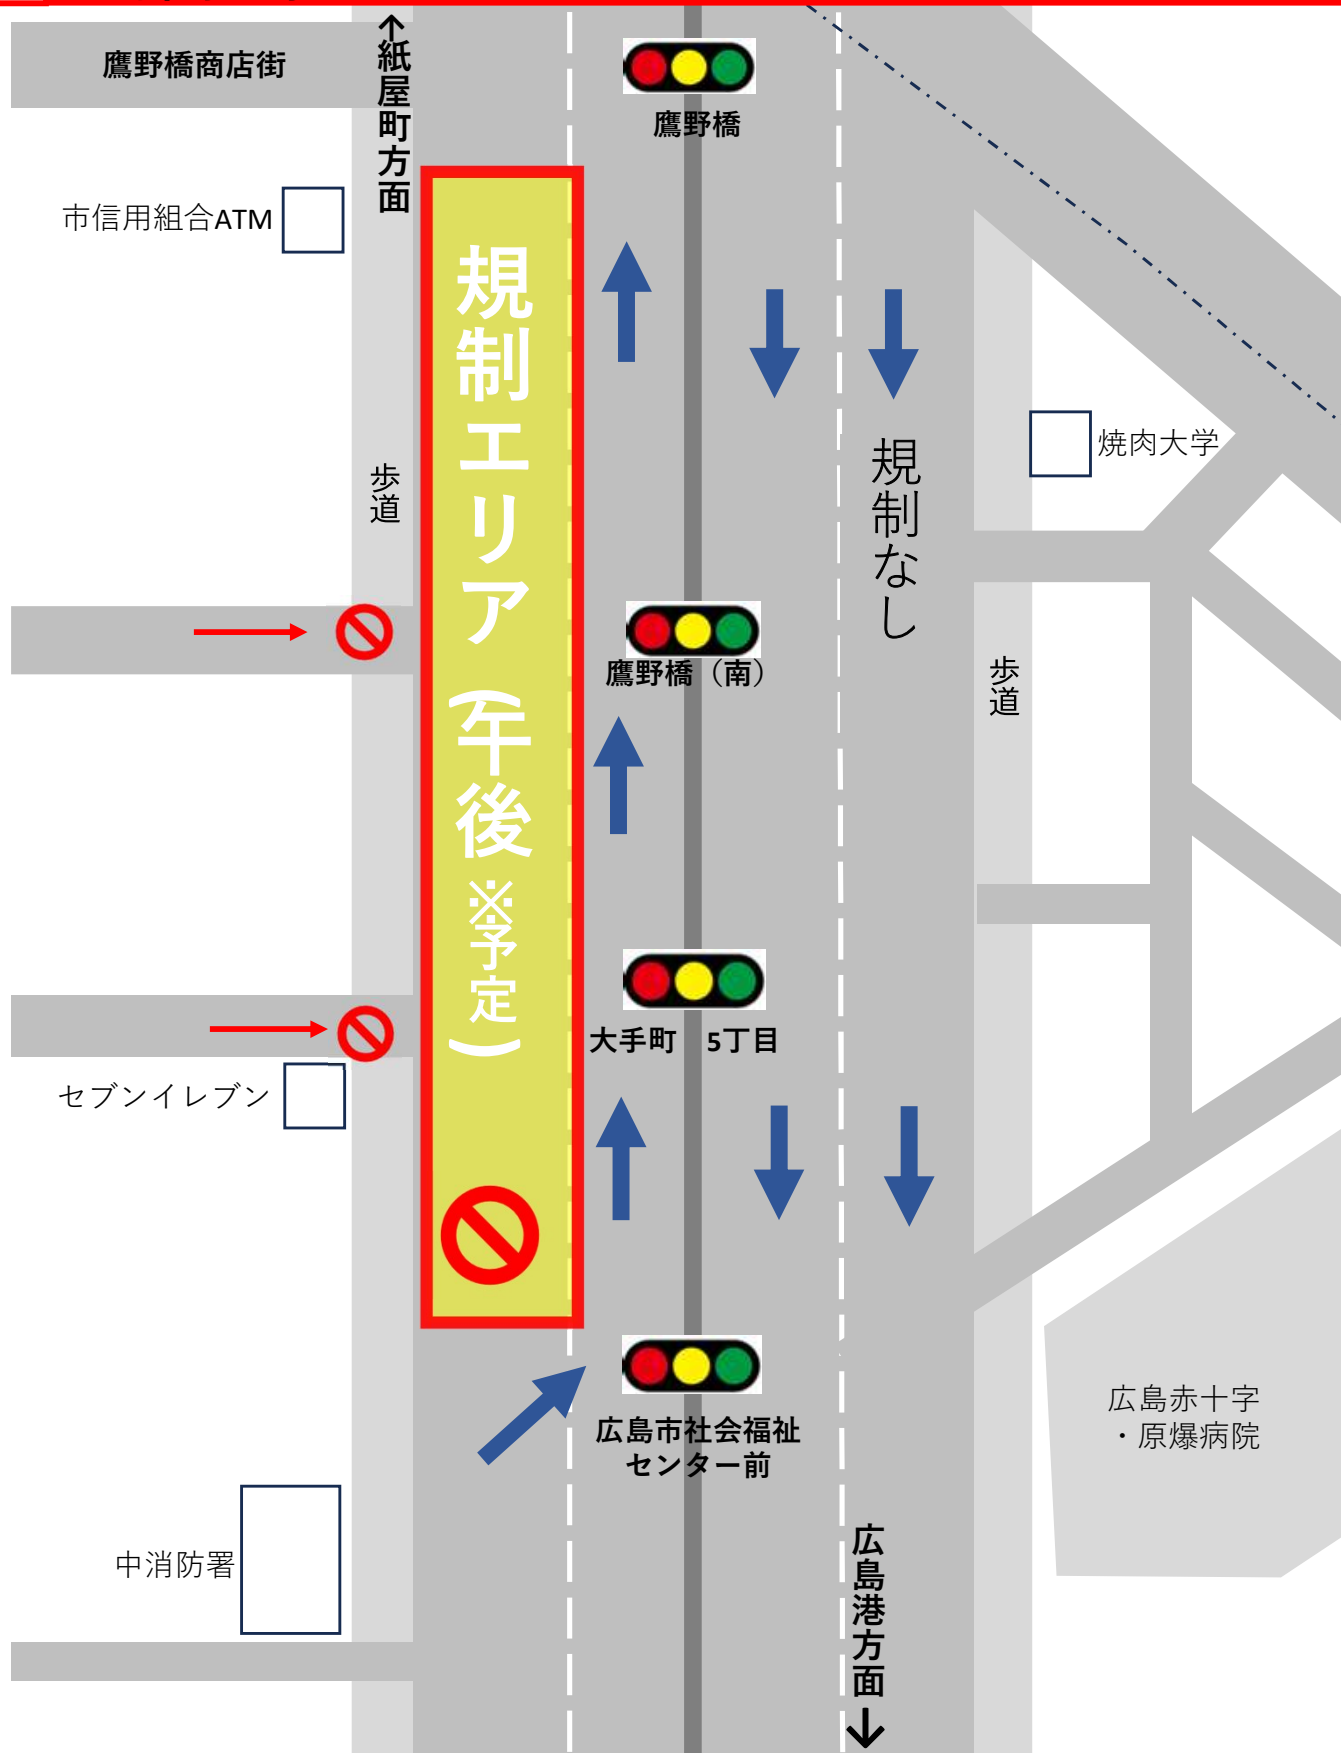 鷹野橋商店街
↑紙屋町方面
鷹野橋
市信用組合ATM
規制エリア(午後※予定)
規制なし
焼肉大学
歩道
鷹野橋（南）
歩道
大手町　5丁目
セブンイレブン
広島市社会福祉
センター前
広島赤十字
・原爆病院
中消防署
広島港方面↓